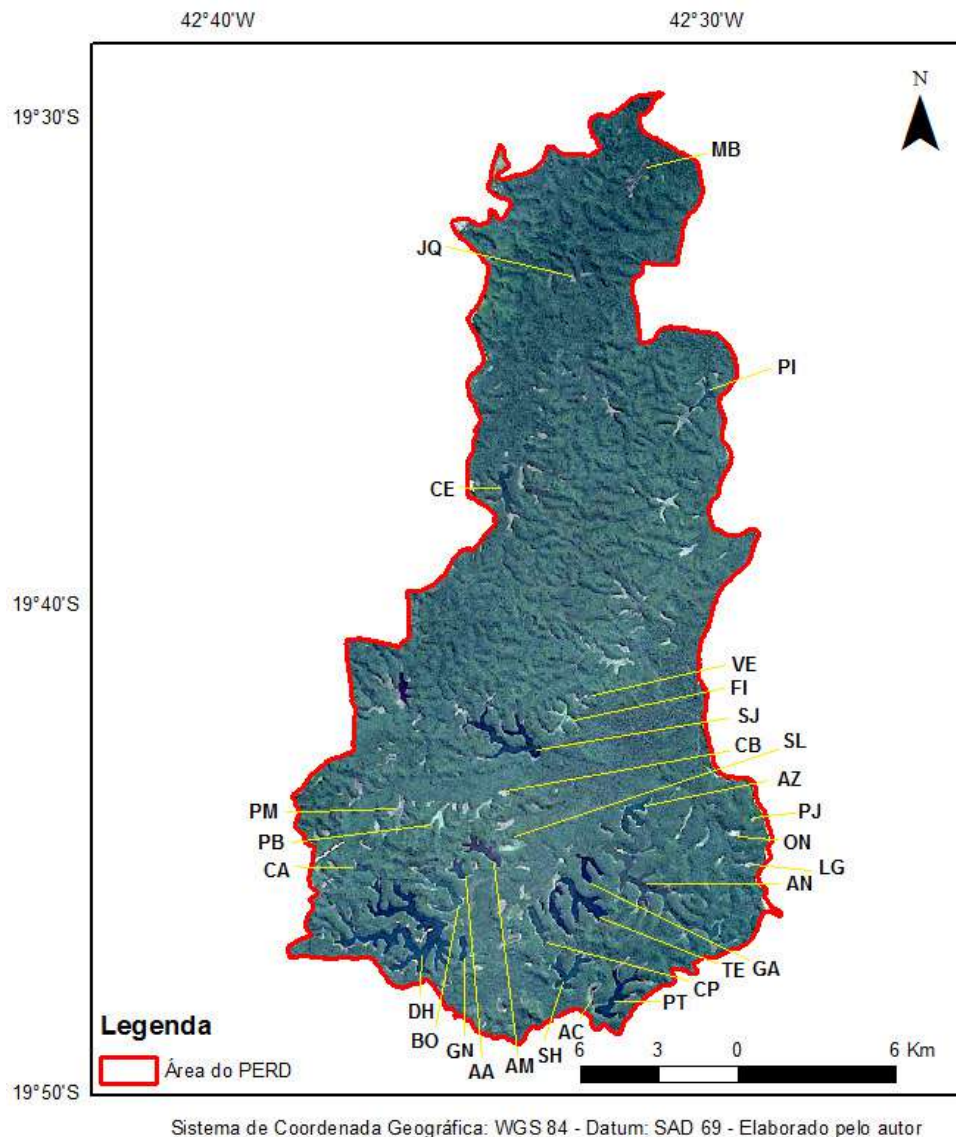 42°40'W 42°30'W
19°30'S
N
MB
JQ
PI
CE
19°40'S
VE
FI
SJ
CB
SL
AZ
PM
PJ
PB
ON
CA
LG
AN
TE GA
CP
DH
PT
BO
AC
GN
SH
AA
AM
Legenda
Área do PERD
6 3 0 6 Km
19°50'S
Sistema de Coordenada Geográfica: WGS 84 - Datum: SAD 69 - Elaborado pelo autor